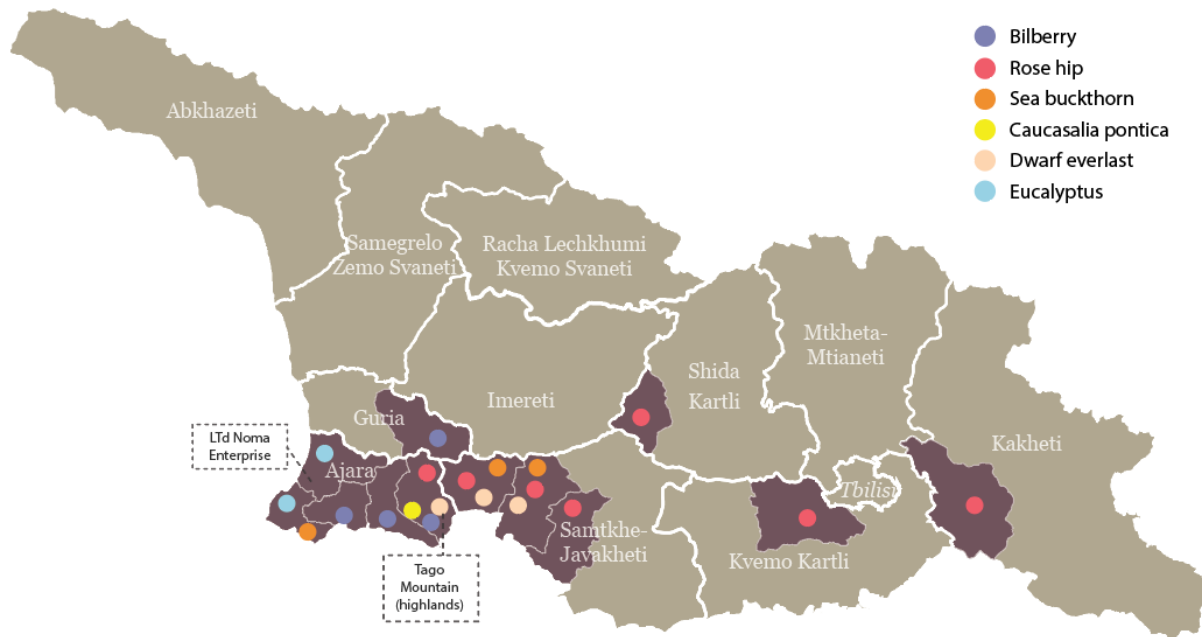 Bilberry
Rose hip
Sea buckthorn
Caucasalia pontica
Dwarf everlast
Eucalyptus
Abkhazeti
Samegrelo
Zemo Svaneti
Racha Lechkhumi
Kvemo Svaneti
Mtkheta-
Mtianeti
Shida
Kartli
Imereti
Guria
Kakheti
LTd Noma
Enterprise
Ajara
Tbilisi
Samtkhe-
Javakheti
Kvemo Kartli
Tago
Mountain
(highlands)